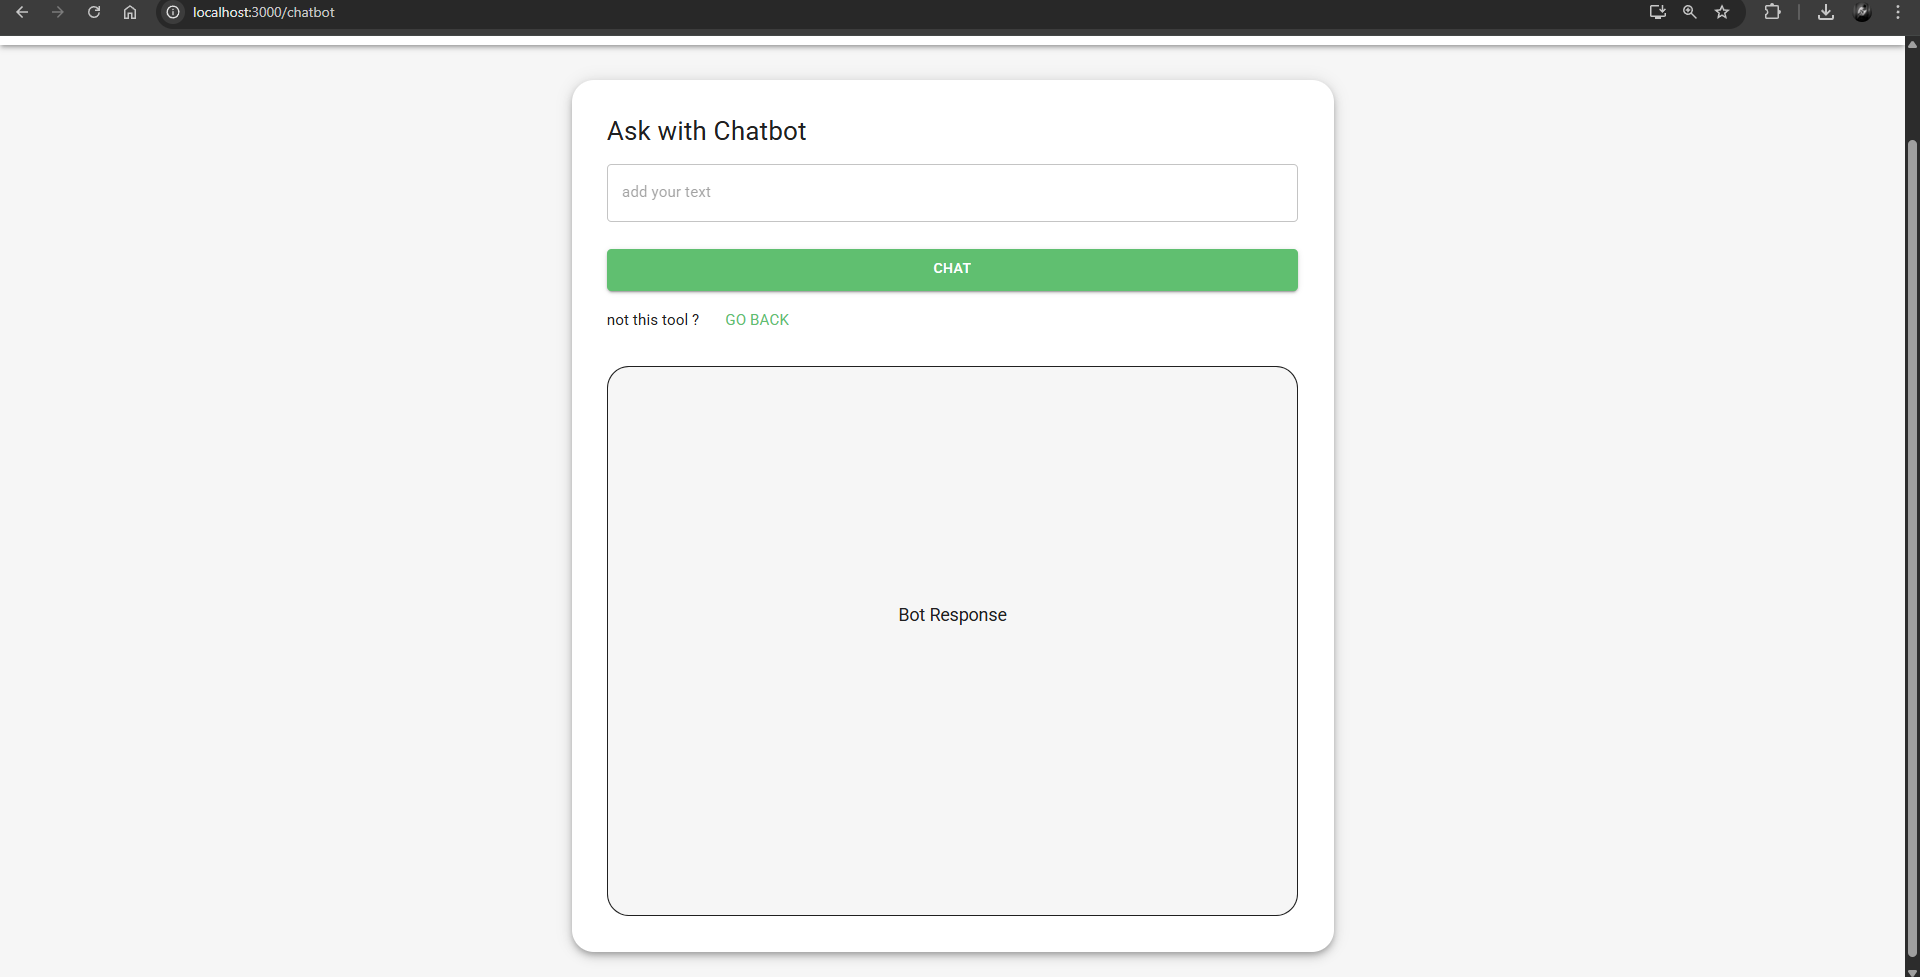 localhost:3000/chatbot
Ask with Chatbot
add your text
CHAT
not this tool ? GO BACK
Bot Response